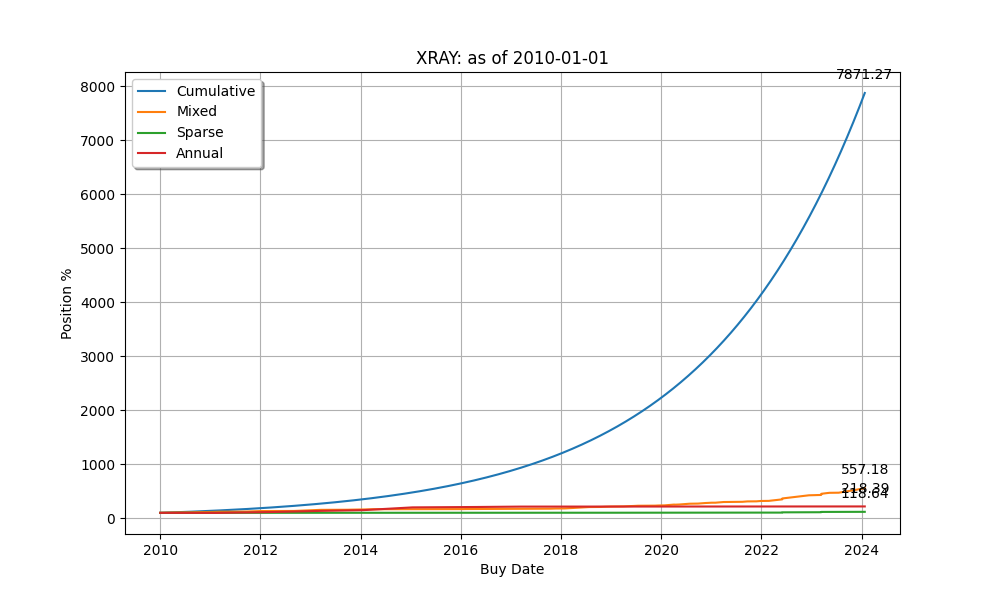 XRAY: as of 2010-01-01
7871.27
Cumulative
Mixed
Sparse
Annual
8000
7000
6000
5000
4000
3000
2000
1000
0
Position %
557.18
218.39
118.64
2010 2012 2014 2016 2018 2020 2022 2024
Buy Date